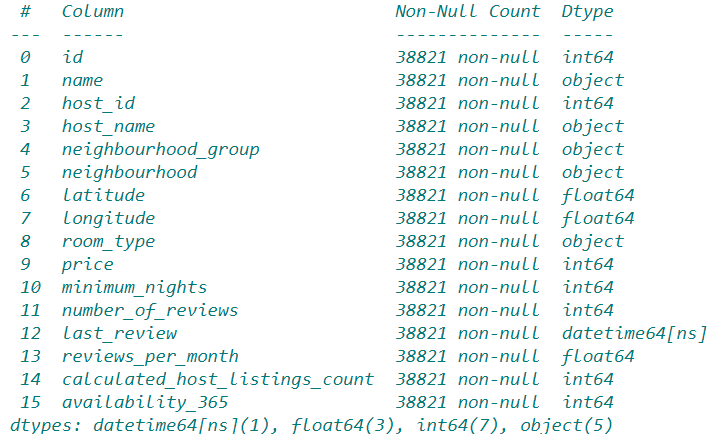 #   Column                          Non-Null Count  Dtype
---  ------                          --------------  -----
 0   id                              38821 non-null  int64
 1   name                            38821 non-null  object
 2   host_id                         38821 non-null  int64
 3   host_name                       38821 non-null  object
 4   neighbourhood_group             38821 non-null  object
 5   neighbourhood                   38821 non-null  object
 6   latitude                        38821 non-null  float64
 7   longitude                       38821 non-null  float64
 8   room_type                       38821 non-null  object
 9   price                           38821 non-null  int64
 10  minimum_nights                  38821 non-null  int64
 11  number_of_reviews               38821 non-null  int64
 12  last_review                     38821 non-null  datetime64[ns]
 13  reviews_per_month               38821 non-null  float64
 14  calculated_host_listings_count  38821 non-null  int64
 15  availability_365                38821 non-null  int64
dtypes: datetime64[ns](1), float64(3), int64(7), object(5)